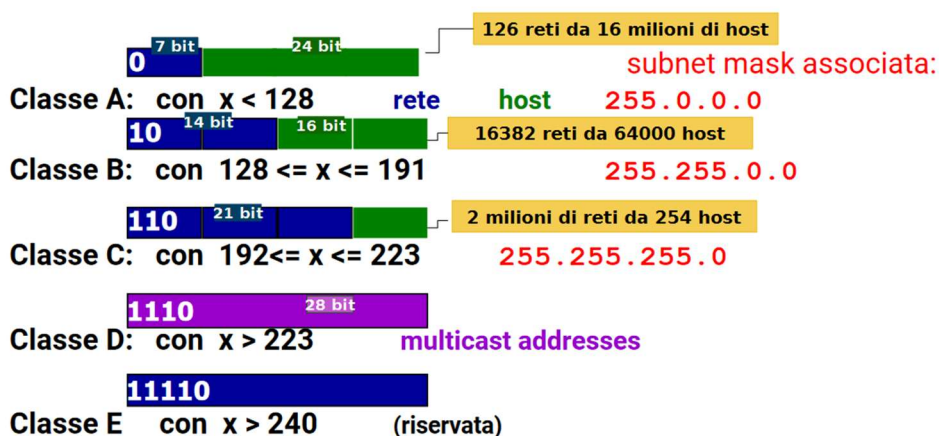 126 reti da 16 milioni di host
7 bit 24 bit
0
subnet mask associata:
Classe A: con x < 128 rete host 255.0.0.0
14 bit 16 bit
10
16382 reti da 64000 host
Classe B: con 128 <= x <= 191 255.255.0.0
21 bit
110
2 milioni di reti da 254 host
Classe C: con 192<= x <= 223 255.255.255.0
28 bit
1110
Classe D: con x > 223 multicast addresses
11110
Classe E con x > 240 (riservata)